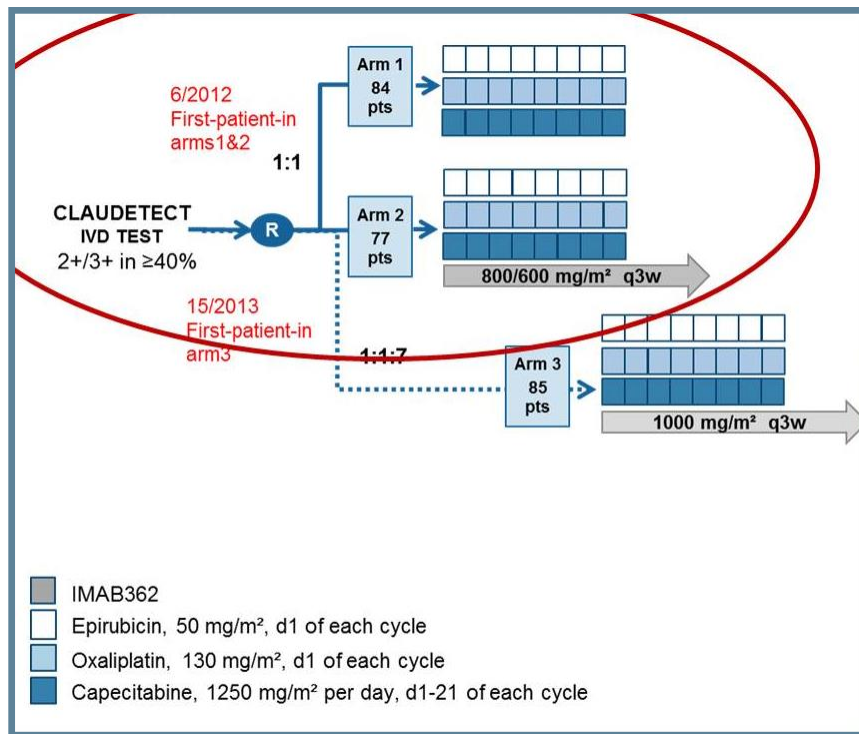 6/2012
First-patient-in
arms1&2
1:1
Arm 1
84
pts
CLAUDETECT
IVD TEST
2+/3+ in ≥40%
R
Arm 2
77
pts
800/600 mg/m² q3w
15/2013
First-patient-in
arm3
1:1:7
Arm 3
85
pts
1000 mg/m² q3w
IMAB362
Epirubicin, 50 mg/m², d1 of each cycle
Oxaliplatin, 130 mg/m², d1 of each cycle
Capecitabine, 1250 mg/m² per day, d1-21 of each cycle